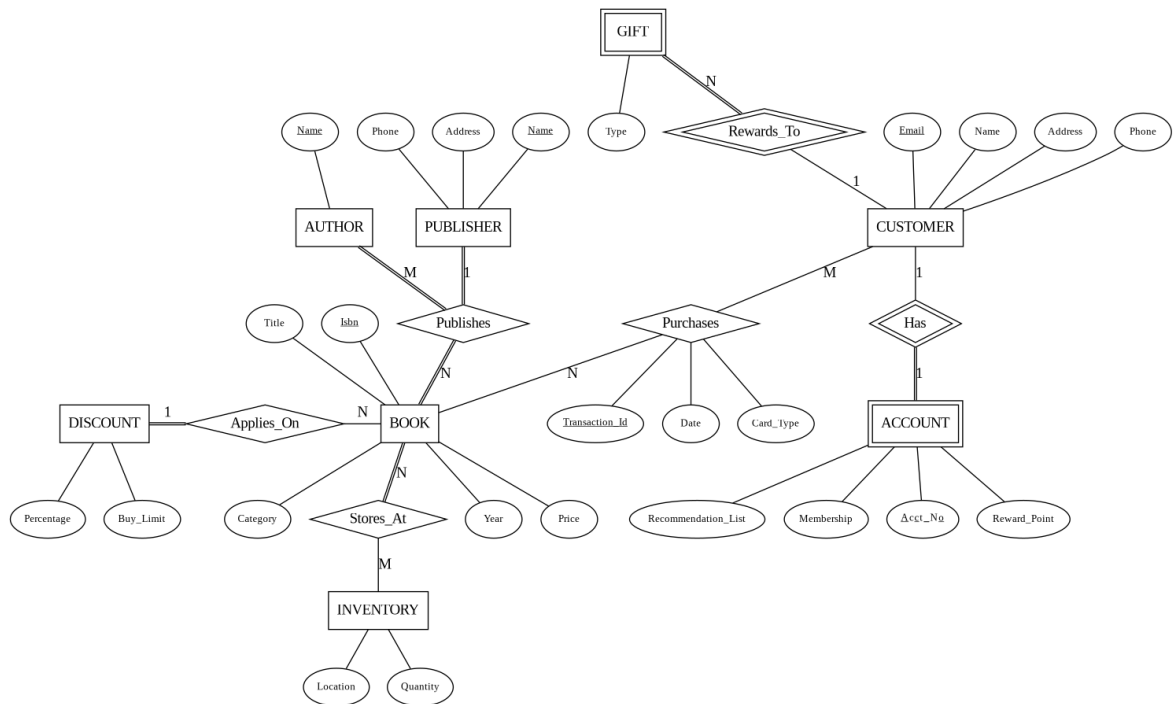 GIFT
N
Name
Phone
Address
Name
Type
Rewards_To
Email
Name
Address
Phone
1
AUTHOR
PUBLISHER
CUSTOMER
M
1
M
1
Title
Isbn
Publishes
Purchases
Has
N
N
1
DISCOUNT
1
Applies_On
N
BOOK
Transaction_Id
Date
Card_Type
ACCOUNT
N
Percentage
Buy_Limit
Category
Stores_At
Year
Price
Recommendation_List
Membership
Acct_No
Reward_Point
M
INVENTORY
Location
Quantity